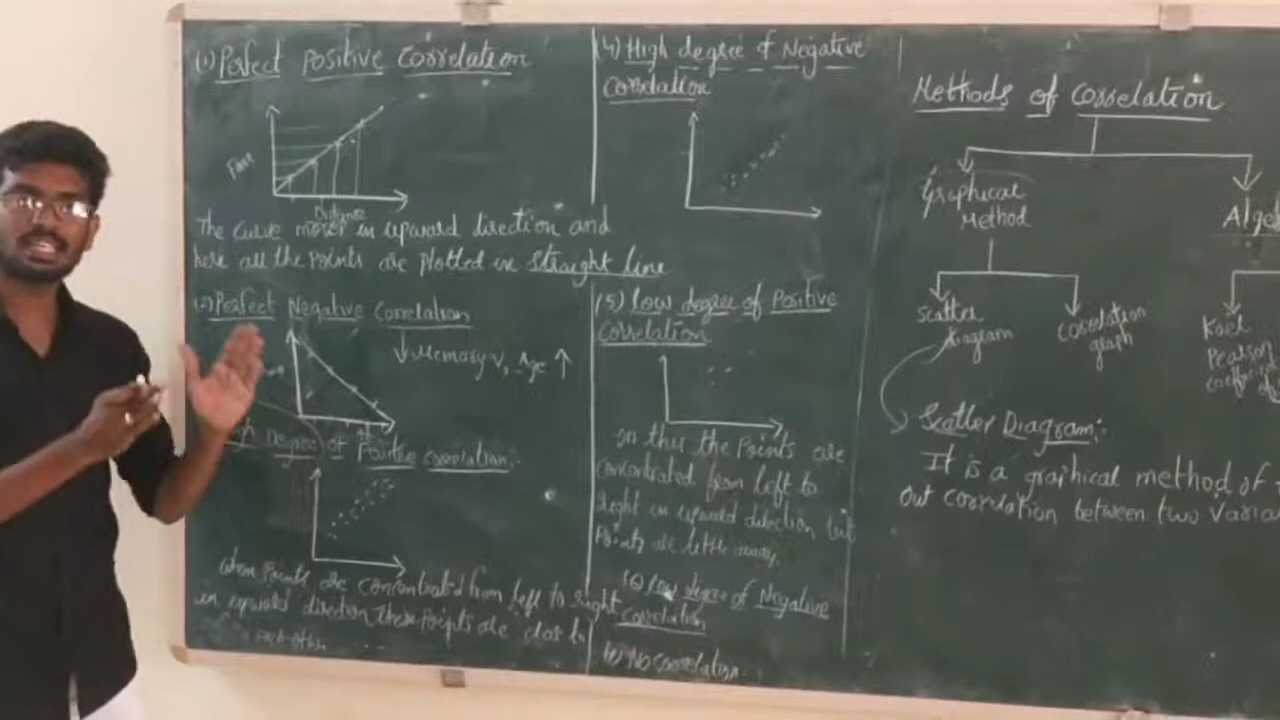 (1) Perfect Positive Correlation
Distance
The curve moves in upward direction and
here all the points are plotted in straight line
(2) Perfect Negative Correlation
↓ Memory Vs Age ↑
Degree of Positive correlation:-
when Points are concentrated from left to right
in upward direction, these Points are close to
each other
(4) High degree of Negative
Correlation
(5) Low degree of Positive
Correlation
In this the Points are
concentrated from left to
right in upward direction but
Points are little away.
(6) Low degree of Negative
Correlation
No Correlation
Methods of Correlation
Graphical
Method
Scatter
diagram
Correlation
graph
Alge
Karl
Pearson
coefficient
of
Scatter Diagram:-
It is a graphical method of
out correlation between two Varia